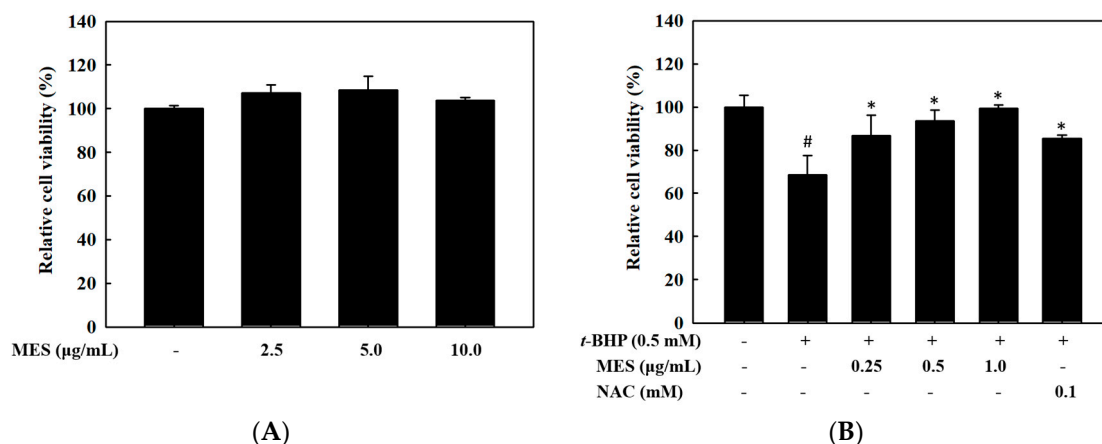 140
120
100
80
60
40
20
0
Relative cell viability (%)
MES (µg/mL) - 2.5 5.0 10.0
(A)
140
120
100
80
60
40
20
0
Relative cell viability (%)
# * * * *
t-BHP (0.5 mM) - + + + + +
MES (µg/mL) - - 0.25 0.5 1.0 -
NAC (mM) - - - - - 0.1
(B)